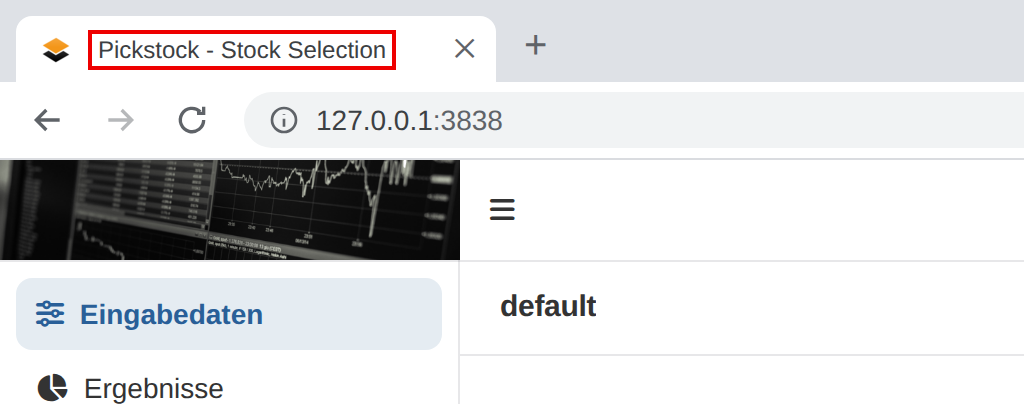 Pickstock - Stock Selection
127.0.0.1:3838
Eingabedaten
default
Ergebnisse